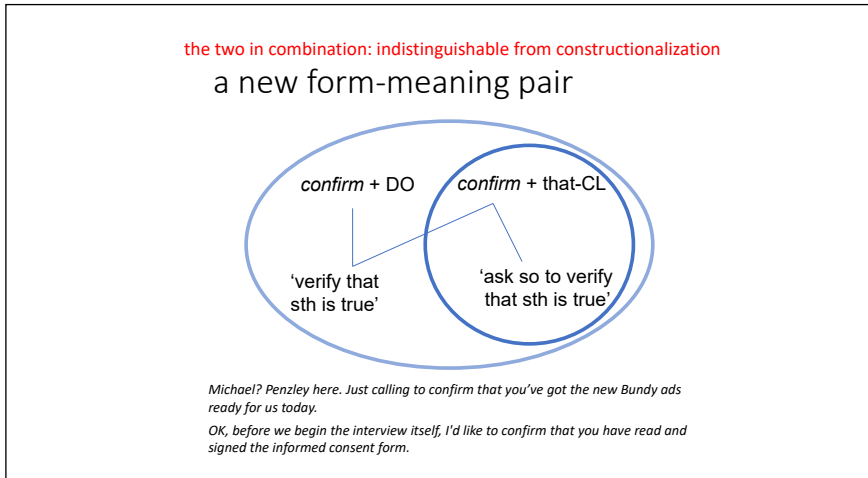 the two in combination: indistinguishable from constructionalization
a new form-meaning pair
confirm + DO
confirm + that-CL
‘verify that
sth is true’
‘ask so to verify
that sth is true’
Michael? Penzley here. Just calling to confirm that you’ve got the new Bundy ads
ready for us today.
OK, before we begin the interview itself, I'd like to confirm that you have read and
signed the informed consent form.